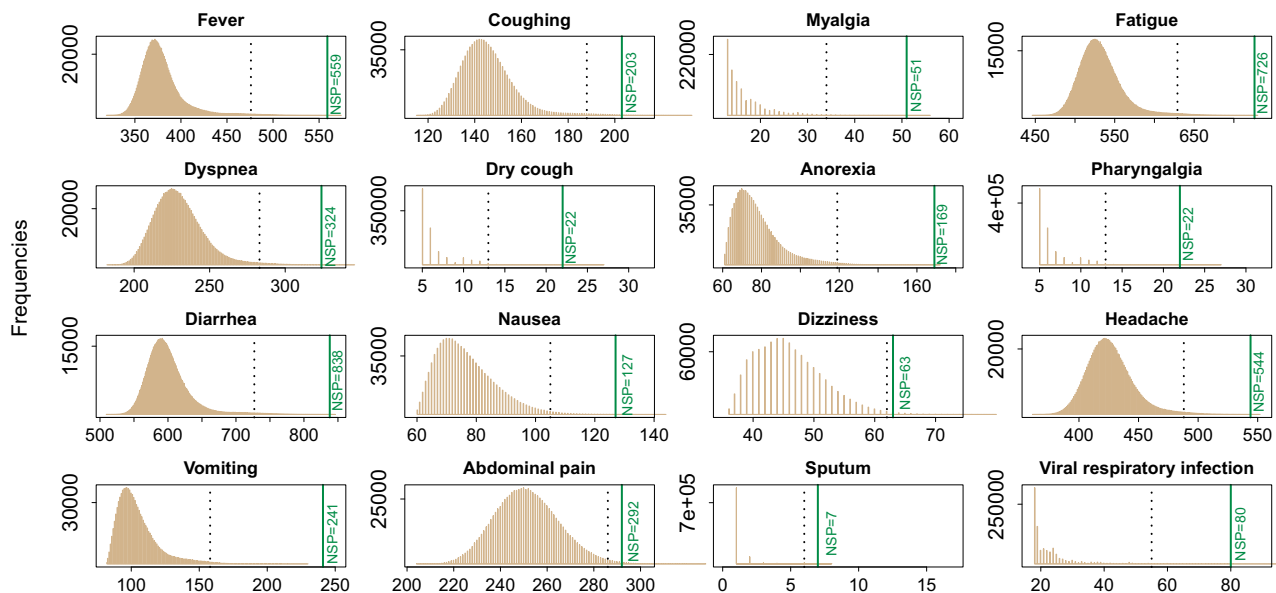 Frequencies
Fever
20000
NSP=559
350 400 450 500 550
Coughing
35000
NSP=203
120 140 160 180 200
Myalgia
220000
NSP=51
20 30 40 50 60
Fatigue
15000
NSP=726
450 550 650
Dyspnea
20000
NSP=324
200 250 300
Dry cough
350000
NSP=22
5 10 15 20 25 30
Anorexia
35000
NSP=169
60 80 120 160
Pharyngalgia
4e+05
NSP=22
5 10 15 20 25 30
Diarrhea
15000
NSP=838
500 600 700 800
Nausea
35000
NSP=127
60 80 100 120 140
Dizziness
60000
NSP=63
40 50 60 70
Headache
20000
NSP=544
400 450 500 550
Vomiting
30000
NSP=241
100 150 200 250
Abdominal pain
25000
NSP=292
200 220 240 260 280 300
Sputum
7e+05
NSP=7
0 5 10 15
Viral respiratory infection
250000
NSP=80
20 40 60 80